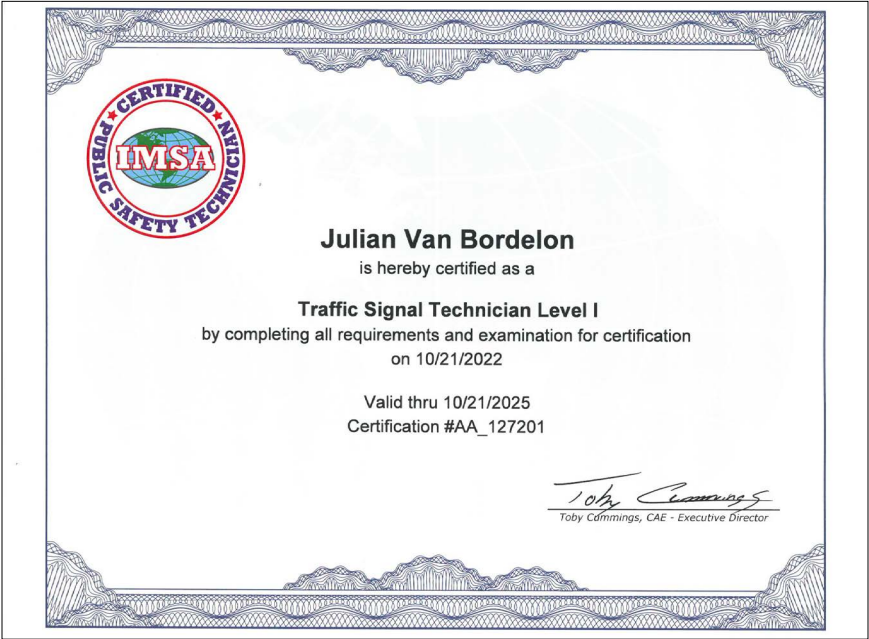 CERTIFIED
IMSA
PUBLIC SAFETY TECHNICIAN
Julian Van Bordelon
is hereby certified as a
Traffic Signal Technician Level I
by completing all requirements and examination for certification
on 10/21/2022
Valid thru 10/21/2025
Certification #AA_127201
Toby Cummings
Toby Cummings, CAE - Executive Director